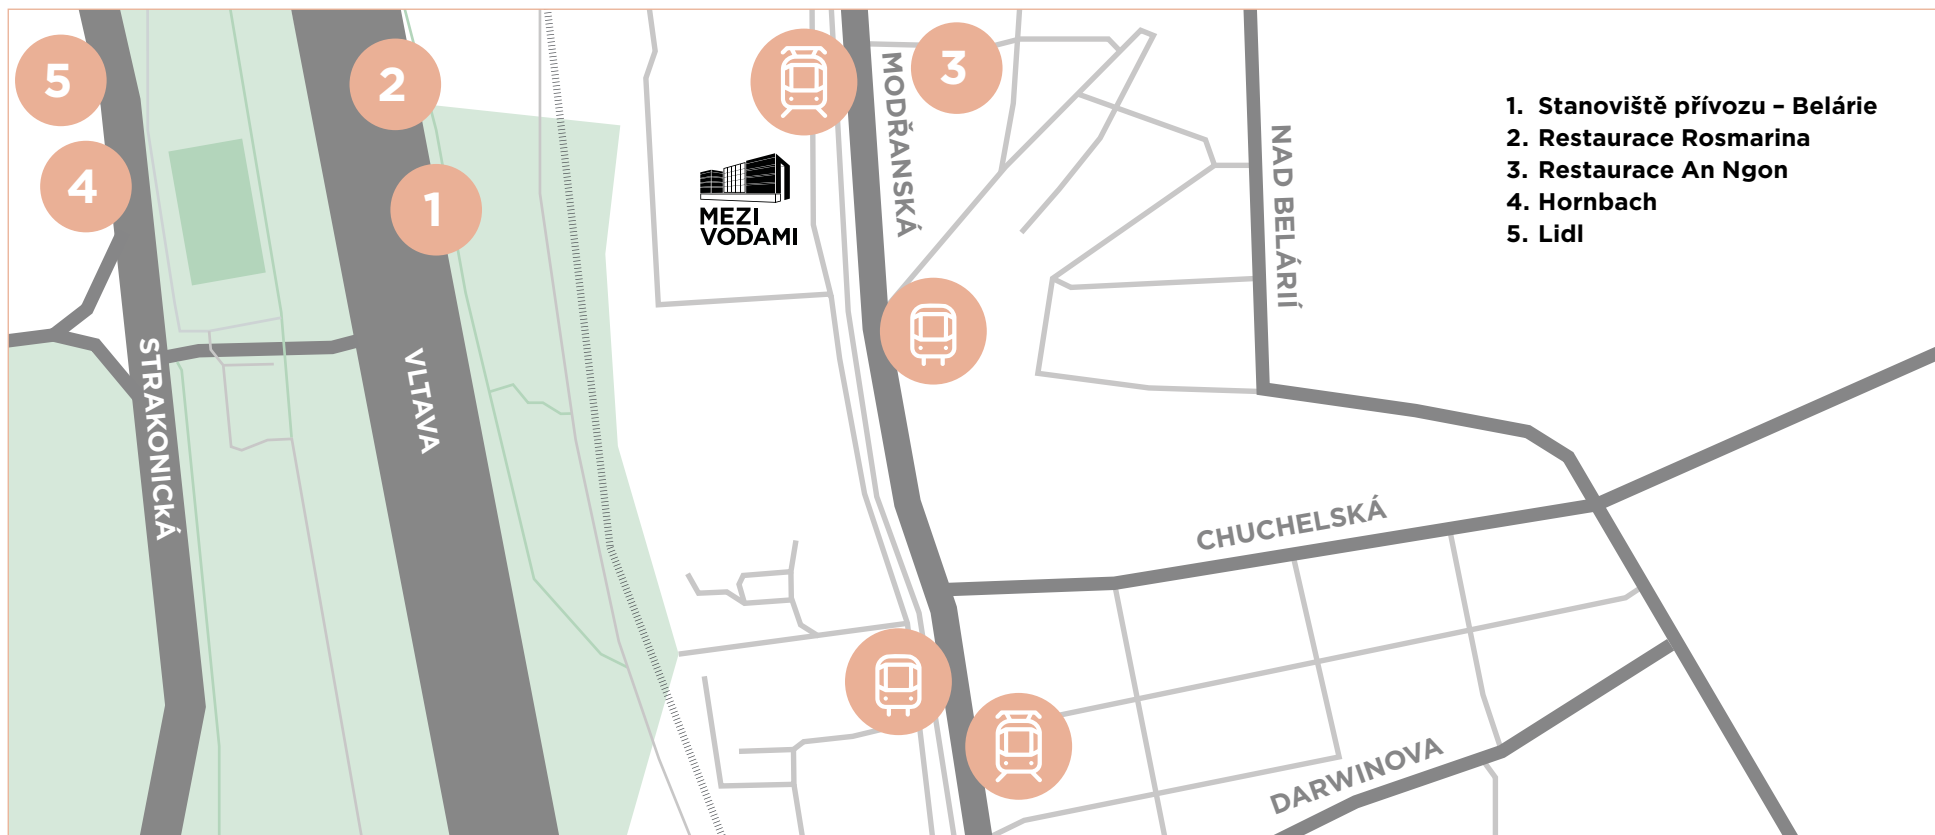 5
2
3
4
1
MODŘANSKÁ
NAD BELÁRIÍ
MEZI
VODAMI
STRAKONICKÁ
VLTAVA
CHUCHELSKÁ
DARWINOVA
1. Stanoviště přívozu – Belárie
2. Restaurace Rosmarina
3. Restaurace An Ngon
4. Hornbach
5. Lidl